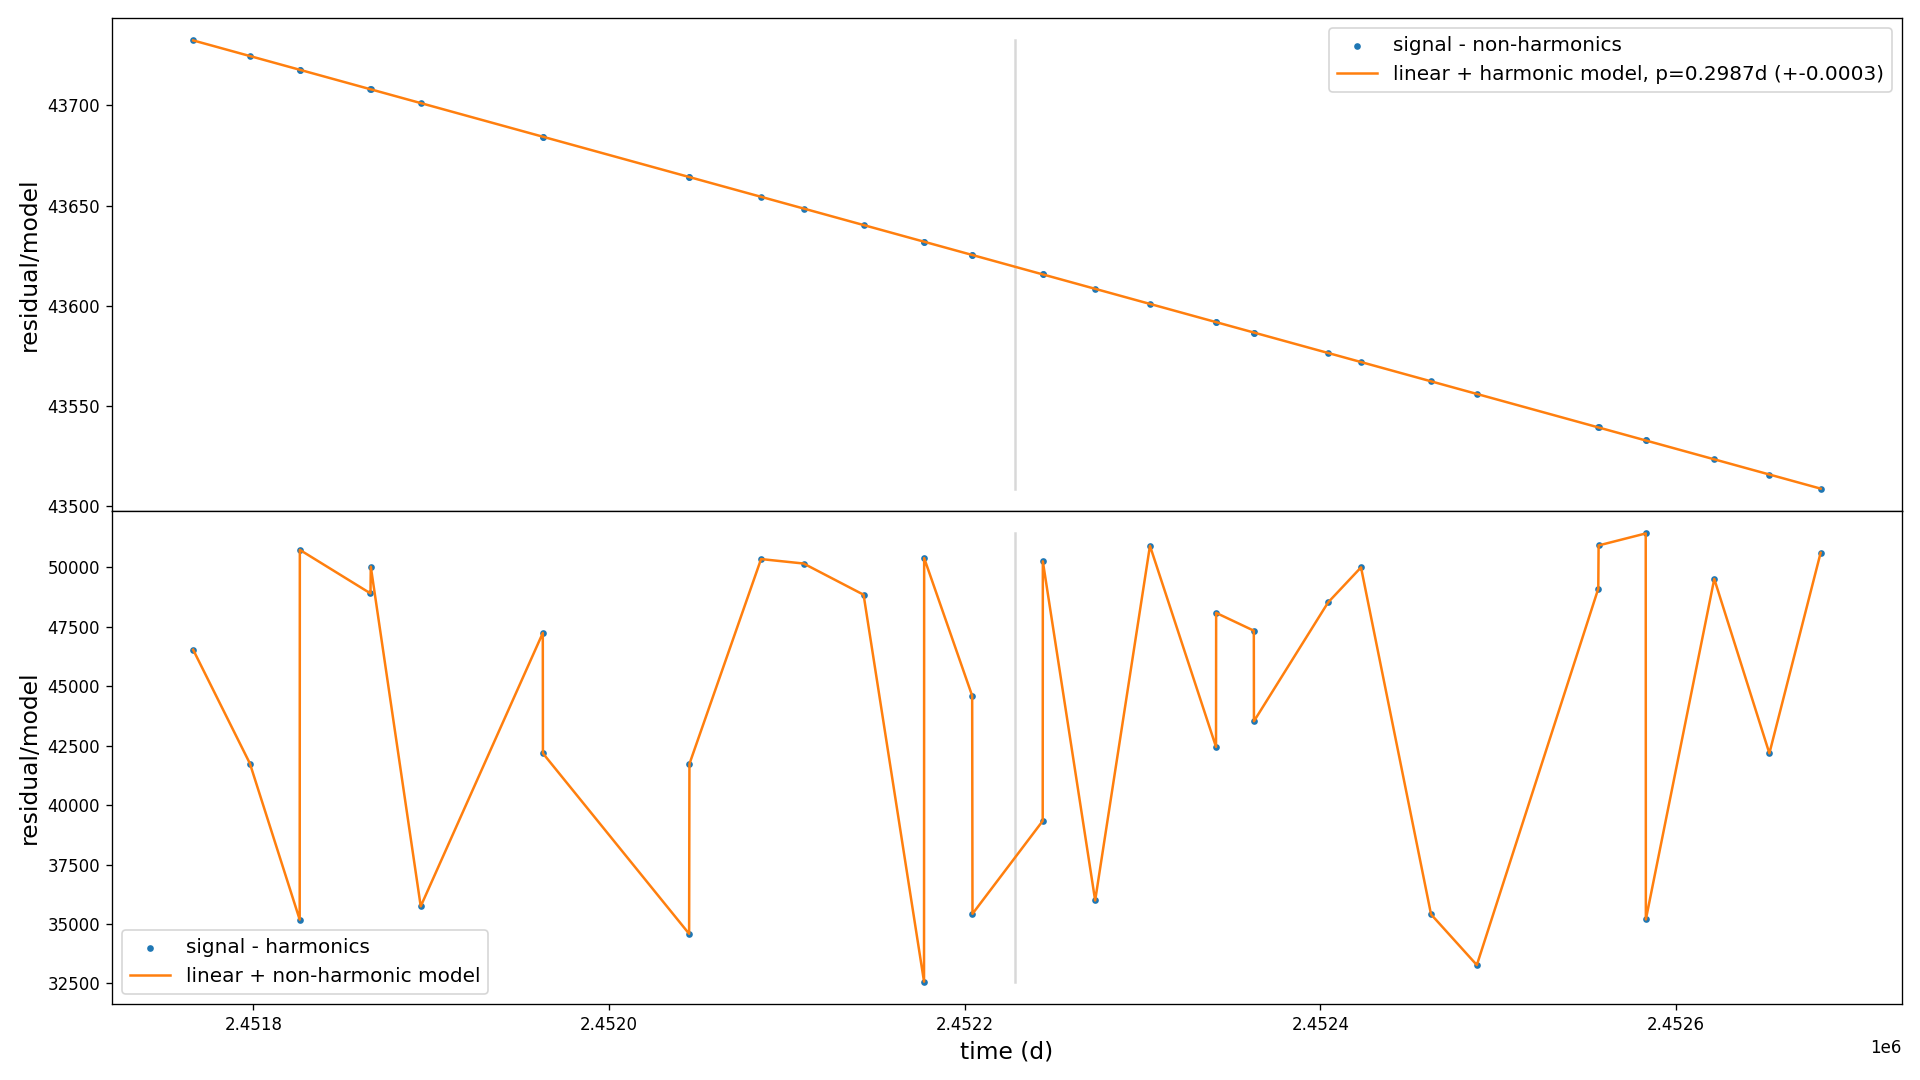 signal - non-harmonics
linear + harmonic model, p=0.2987d (+-0.0003)
residual/model
43700
43650
43600
43550
43500
residual/model
50000
47500
45000
42500
40000
37500
35000
32500
signal - harmonics
linear + non-harmonic model
2.4518 2.4520 2.4522 2.4524 2.4526
time (d)
1e6